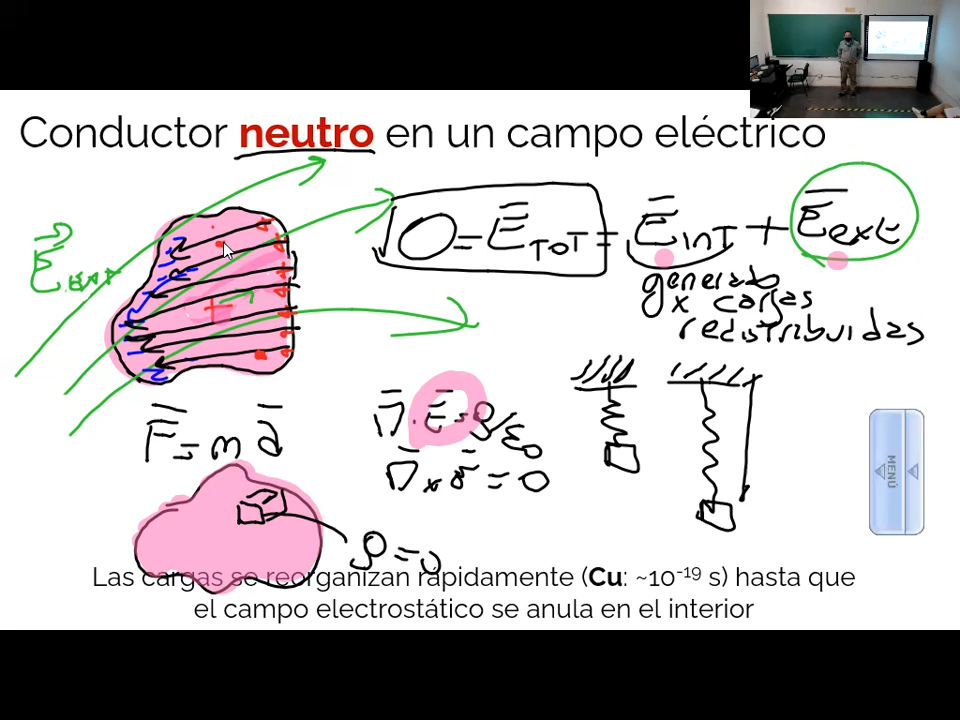 Conductor neutro en un campo eléctrico
E ext
0 = E TOT = E int + E ext
generado
x cargas
redistribuidas
F = m a
∇ · E = ρ/ε0
∇ x E = 0
MENÚ
ρ = 0
Las cargas se reorganizan rápidamente (Cu: ~10⁻¹⁹ s) hasta que
el campo electrostático se anula en el interior